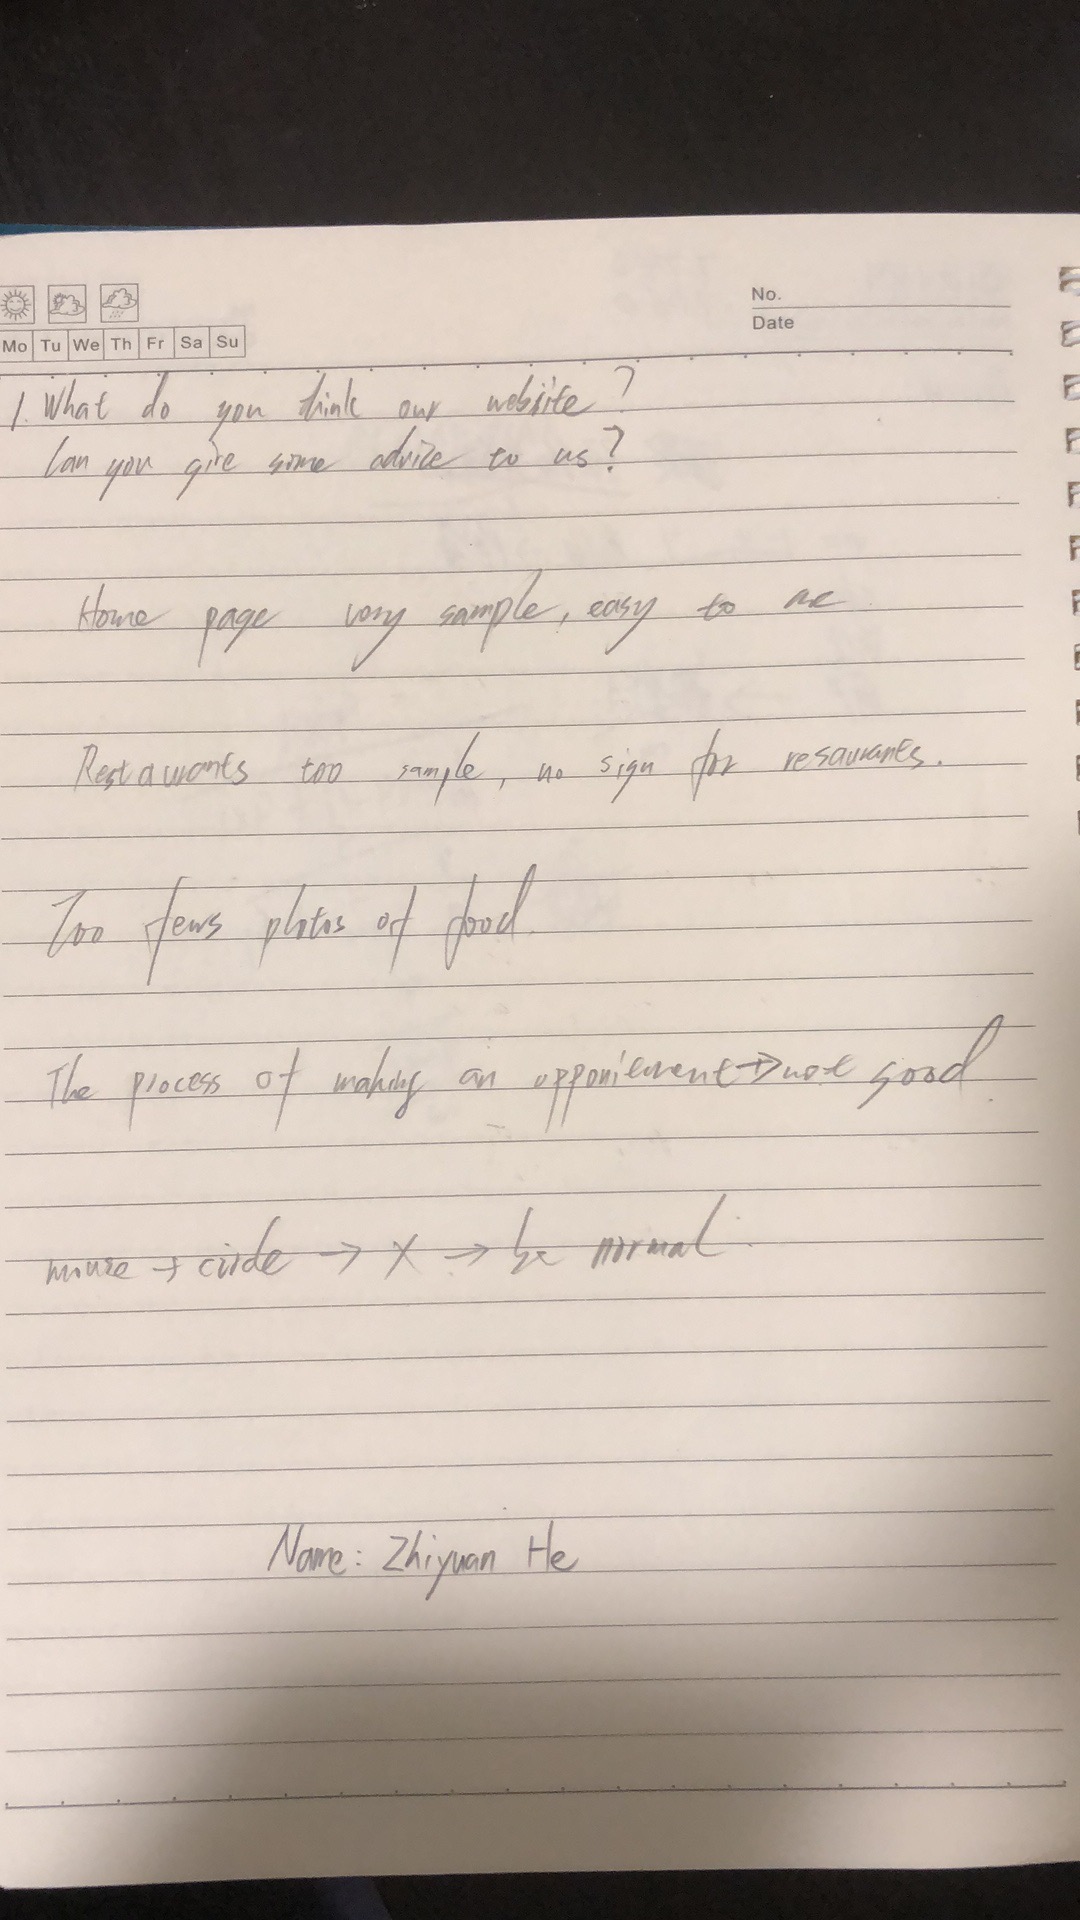 No.
Date
Mo Tu We Th Fr Sa Su
1. What do you think our website?
Can you give some advice to us?
Home page very sample, easy to
Restaurants too sample, no sign for resaurants.
Too fews photos of food.
The process of making an → not good.
mouse → circle → X → be normal.
Name: Zhiyuan He